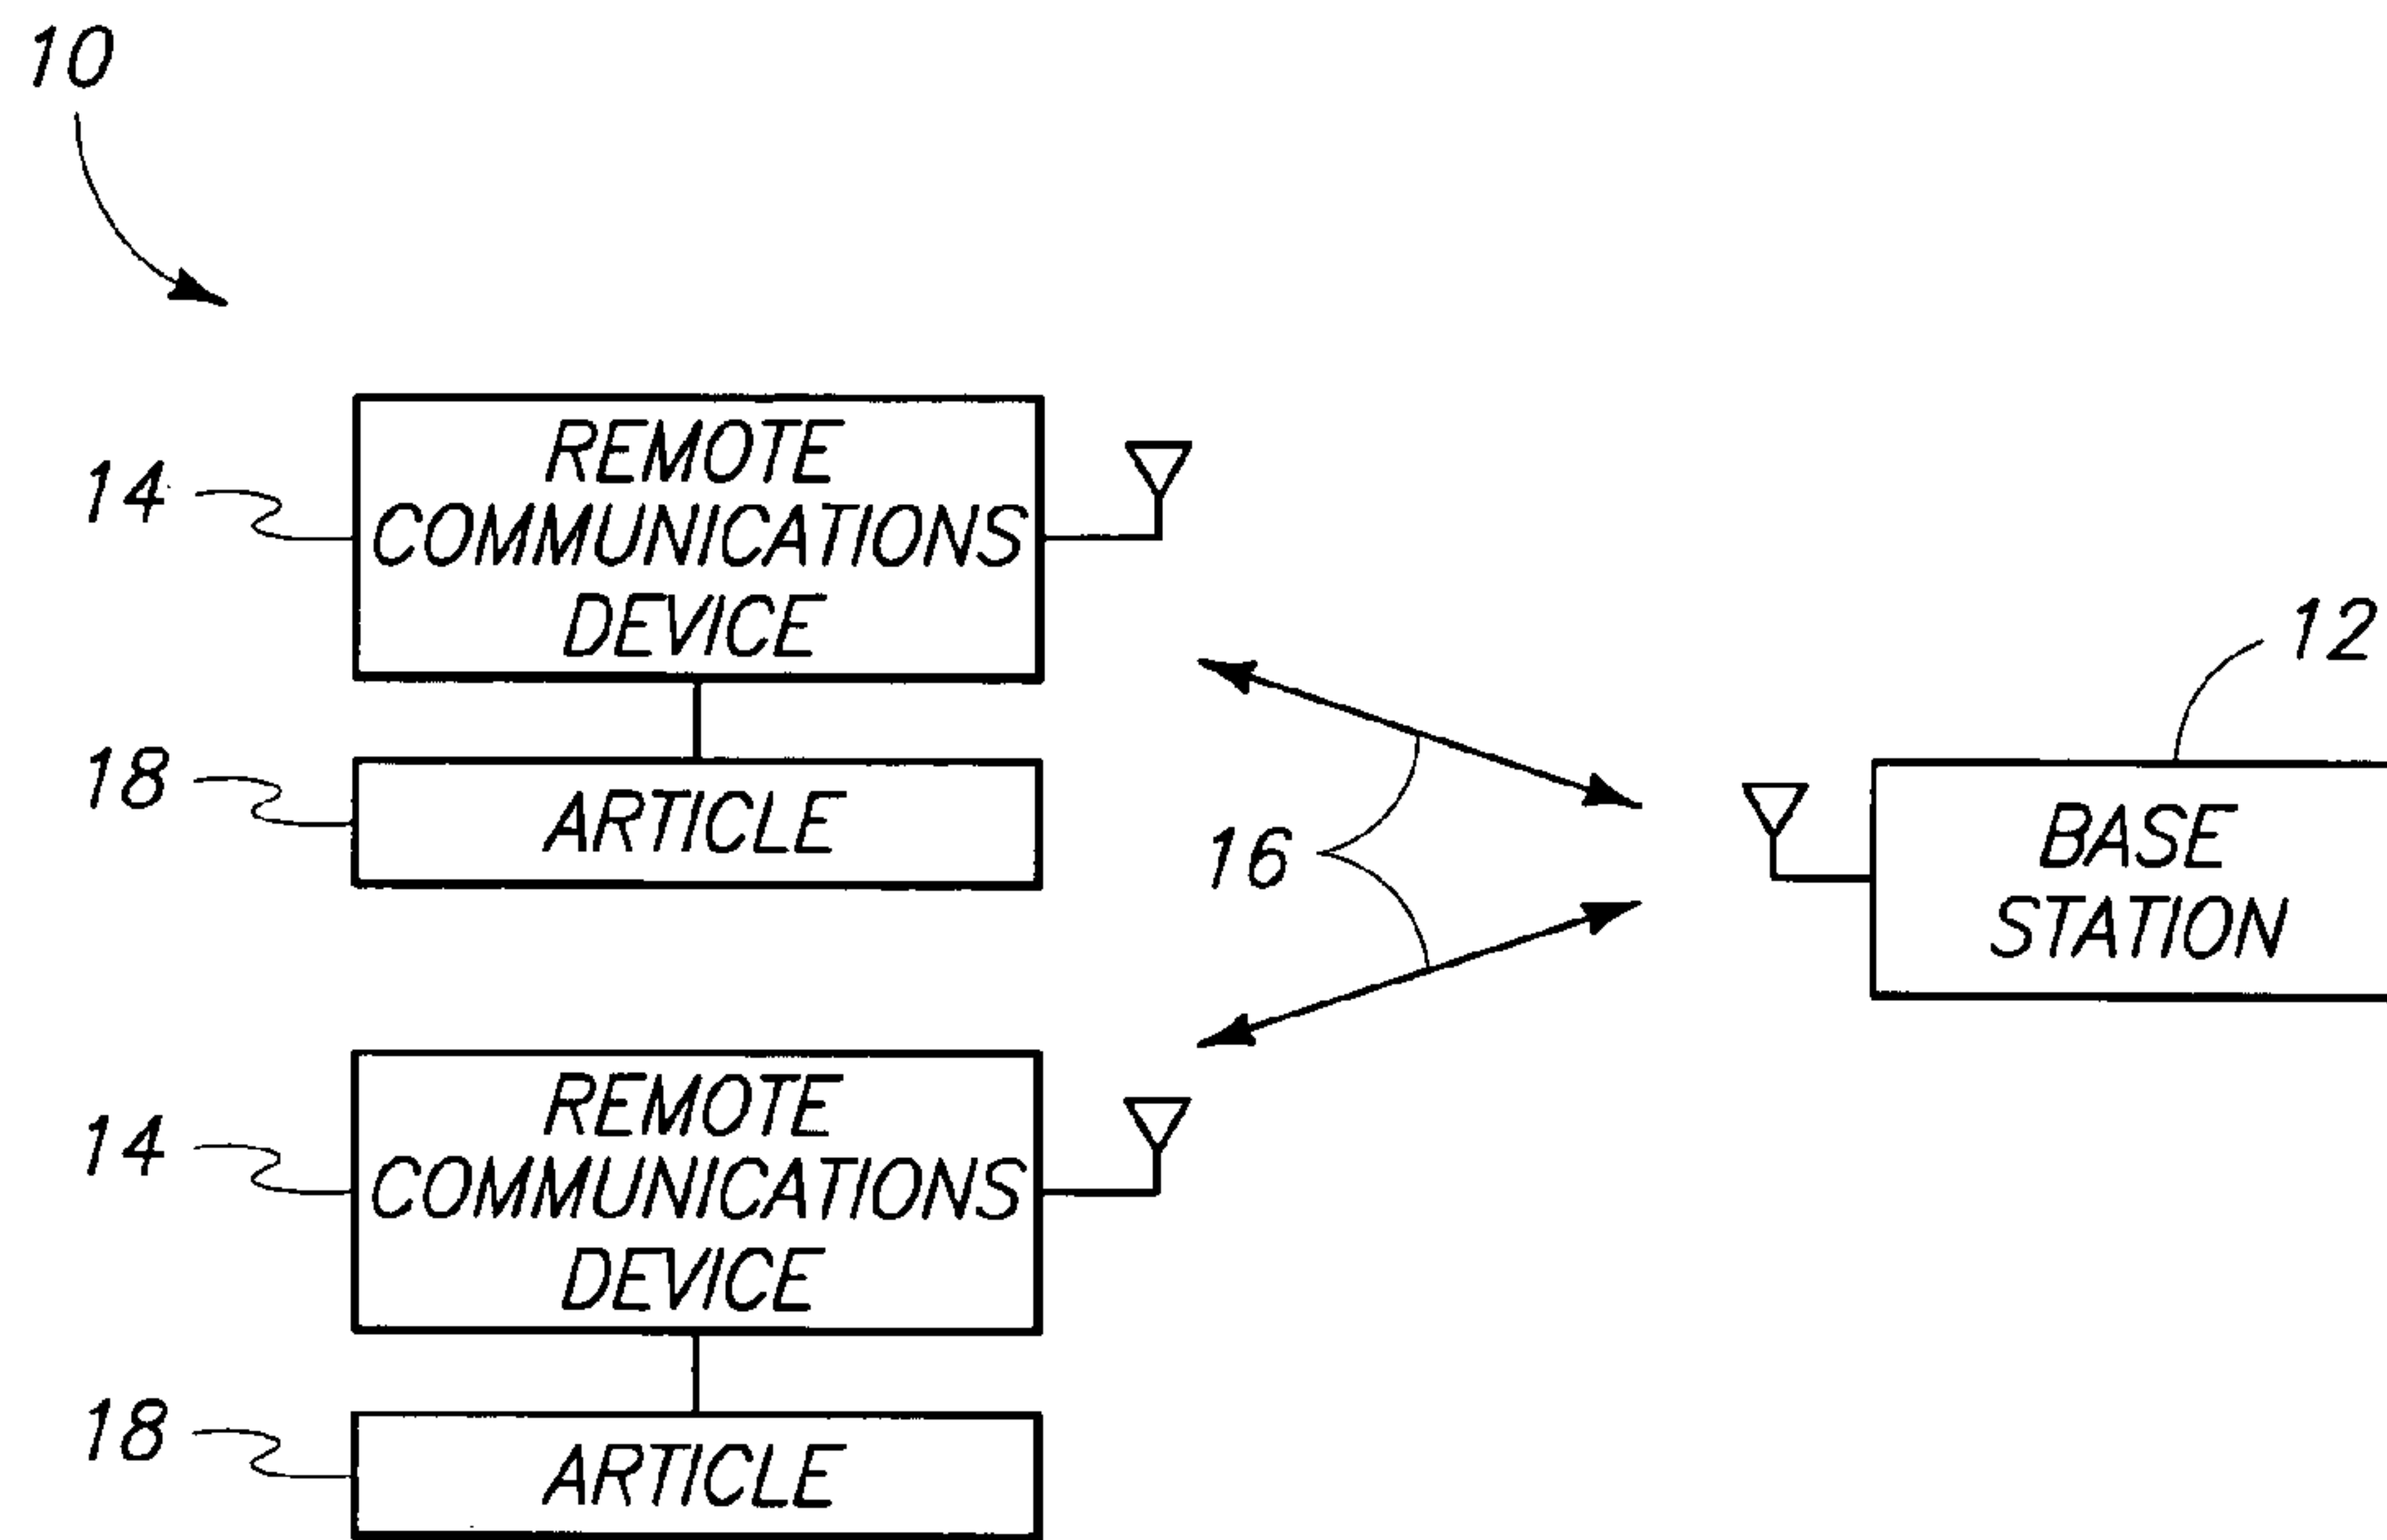 10
14
REMOTE
COMMUNICATIONS
DEVICE
12
18
ARTICLE
16
BASE
STATION
14
REMOTE
COMMUNICATIONS
DEVICE
18
ARTICLE